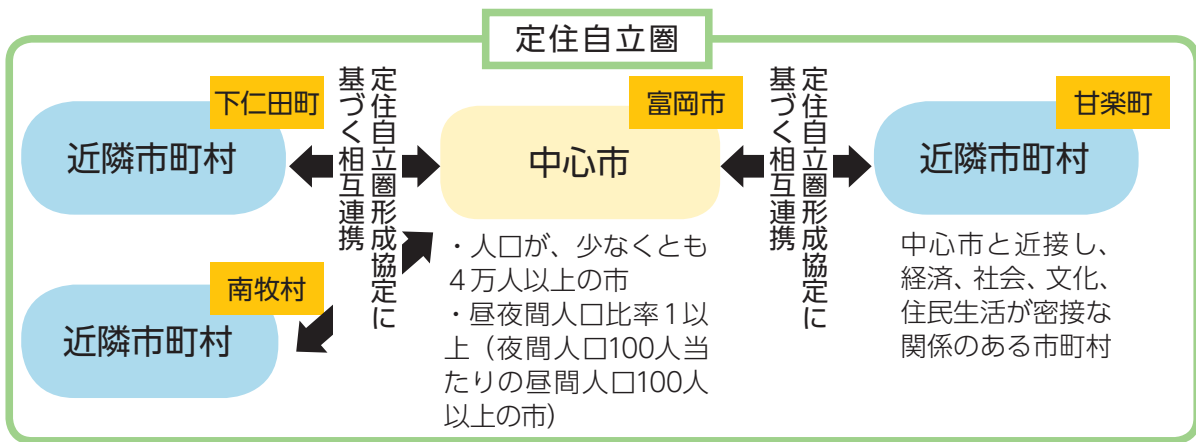 定住自立圏
下仁田町
近隣市町村
定住自立圏形成協定に
基づく相互連携
富岡市
中心市
定住自立圏形成協定に
基づく相互連携
甘楽町
近隣市町村
南牧村
近隣市町村
・人口が、少なくとも
４万人以上の市
・昼夜間人口比率１以
上（夜間人口100人当
たりの昼間人口100人
以上の市)
中心市と近接し、
経済、社会、文化、
住民生活が密接な
関係のある市町村